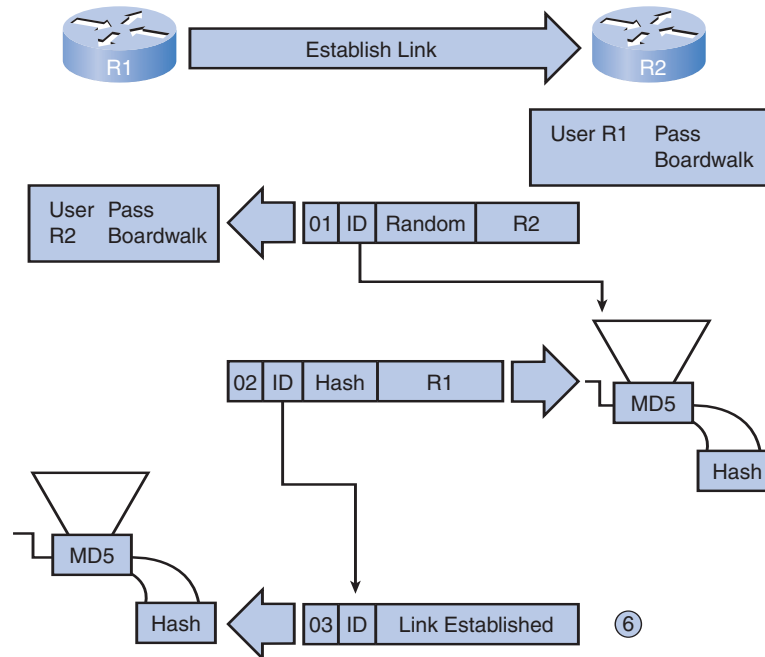 Establish Link
R1
R2
User R1 Pass
Boardwalk
User Pass
R2 Boardwalk
01 ID Random R2
02 ID Hash R1
MD5
Hash
MD5
Hash
03 ID Link Established
6